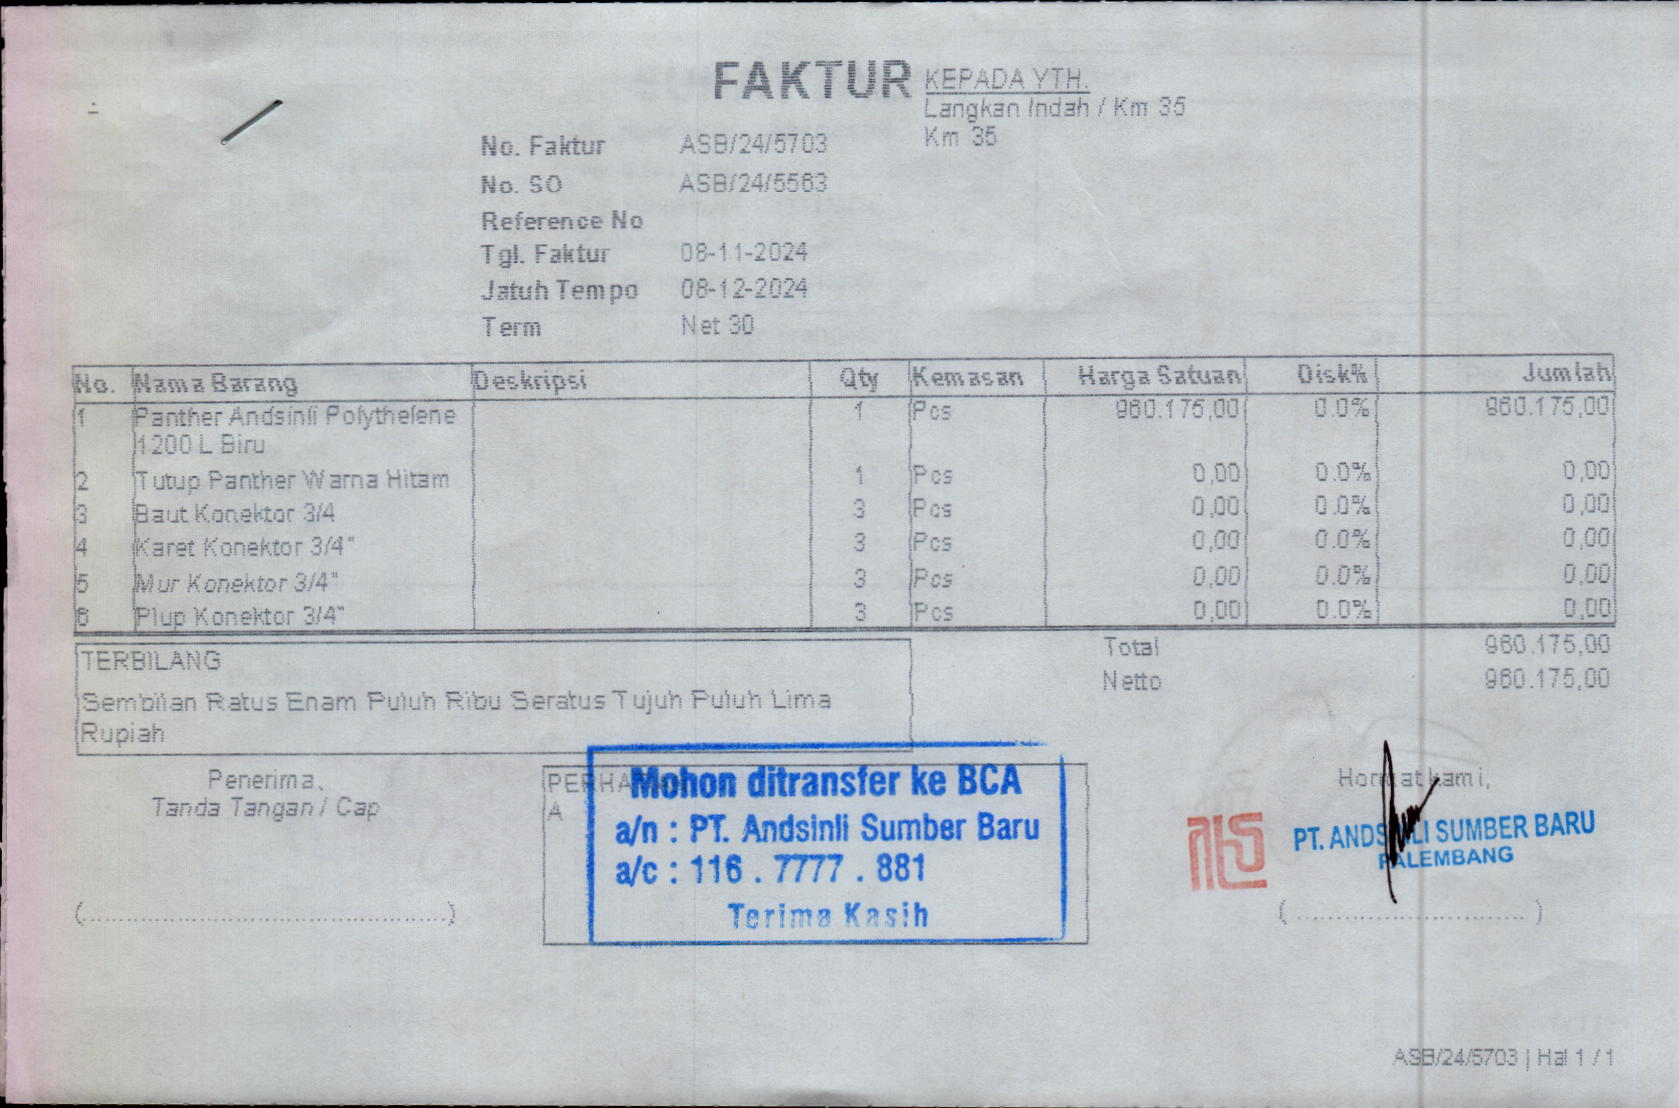 FAKTUR
KEPADA YTH.
Langkan Indah / Km 35
Km 35
No. Faktur ASB/24/5703
No. SO ASB/24/5563
Reference No
Tgl. Faktur 08-11-2024
Jatuh Tempo 08-12-2024
Term Net 30
No. Nama Barang Deskripsi Qty Kemasan Harga Satuan Disk% Jumlah
1 Panther Andsinli Polythelene 1 Pcs 960.175,00 0.0% 960.175,00
1200 L Biru
2 Tutup Panther Warna Hitam 1 Pcs 0,00 0.0% 0,00
3 Baut Konektor 3/4 3 Pcs 0,00 0.0% 0,00
4 Karet Konektor 3/4" 3 Pcs 0,00 0.0% 0,00
5 Mur Konektor 3/4" 3 Pcs 0,00 0.0% 0,00
6 Plup Konektor 3/4" 3 Pcs 0,00 0.0% 0,00
Total 960.175,00
Netto 960.175,00
TERBILANG
Sembilan Ratus Enam Puluh Ribu Seratus Tujuh Puluh Lima
Rupiah
Penerima,
Tanda Tangan / Cap
(..............................................)
A
Mohon ditransfer ke BCA
a/n : PT. Andsinli Sumber Baru
a/c : 116 . 7777 . 881
Terima Kasih
Hormat kami,
PT. ANDSINLI SUMBER BARU
PALEMBANG
( ............................. )
ASB/24/5703 | Hal 1 / 1